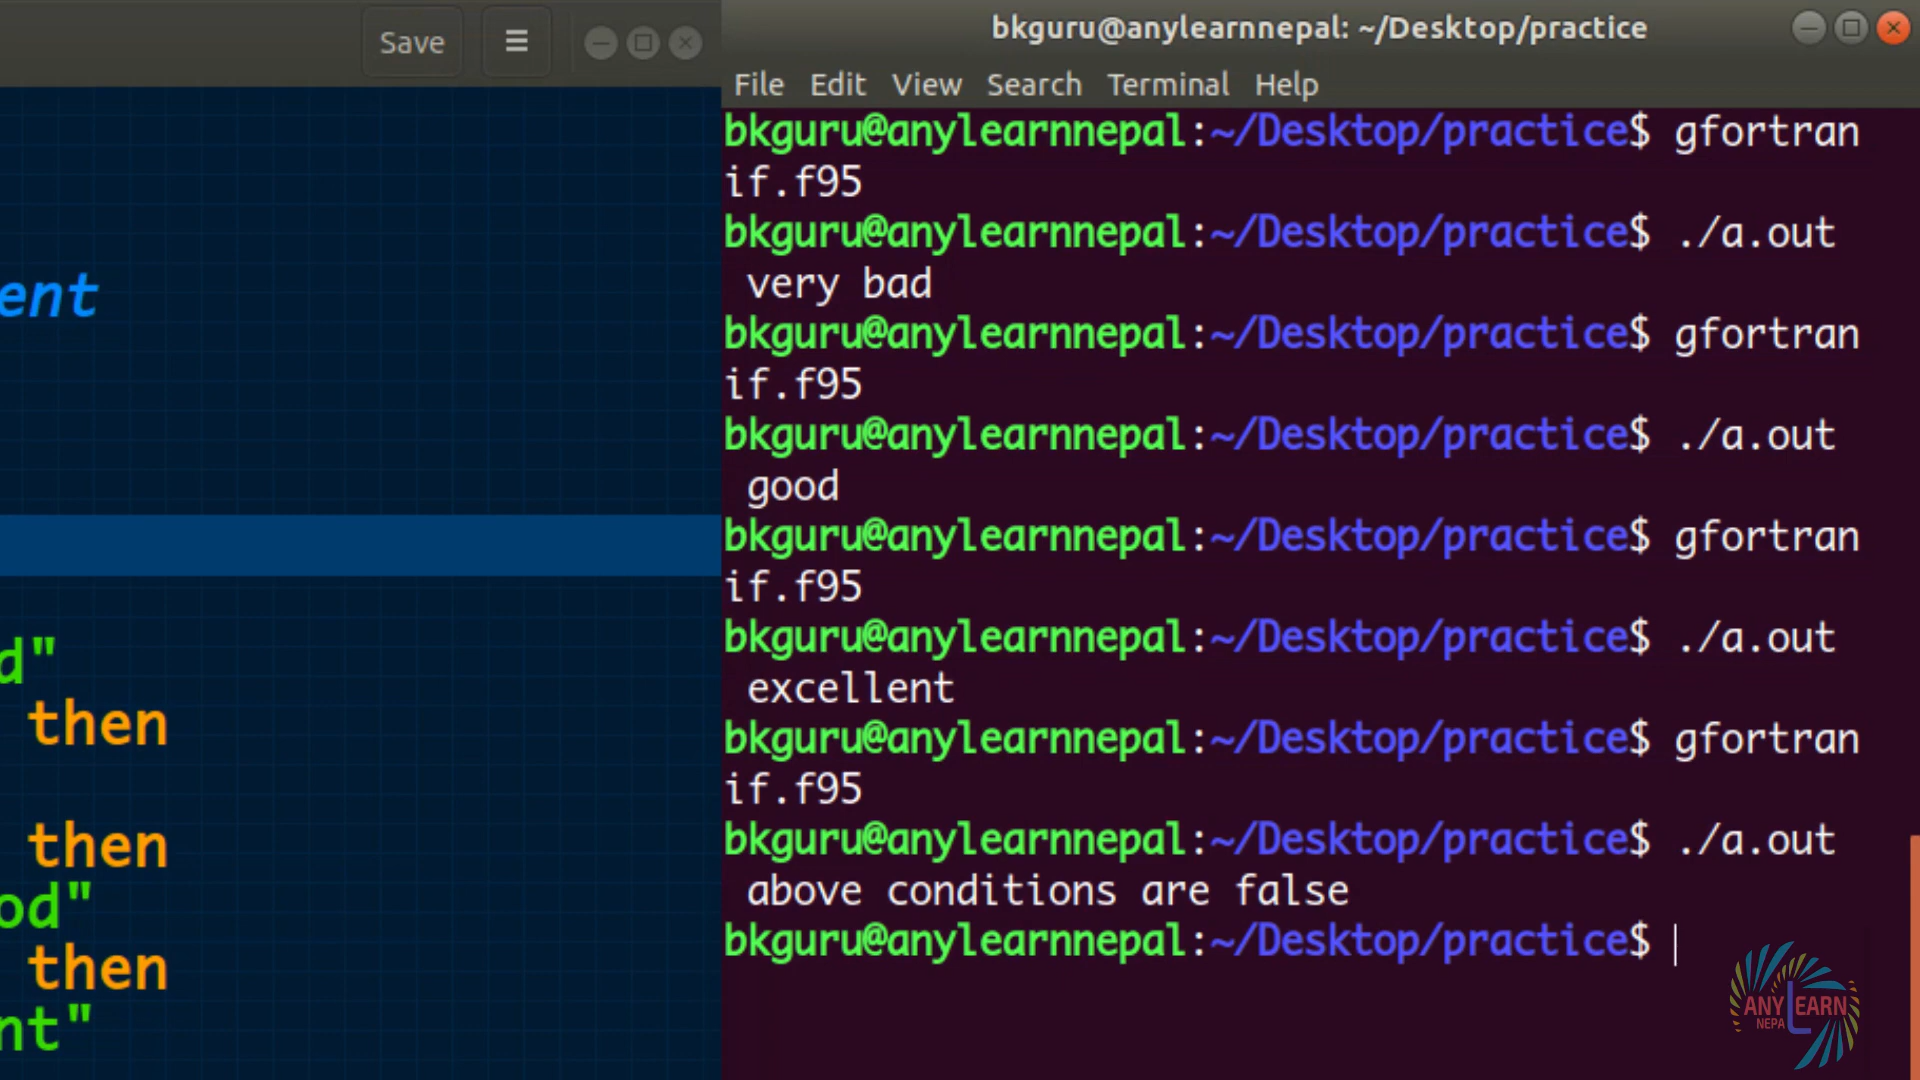 Save
ent
d"
then
then
od"
then
nt"
bkguru@anylearnnepal: ~/Desktop/practice
File Edit View Search Terminal Help
bkguru@anylearnnepal:~/Desktop/practice$ gfortran
if.f95
bkguru@anylearnnepal:~/Desktop/practice$ ./a.out
very bad
bkguru@anylearnnepal:~/Desktop/practice$ gfortran
if.f95
bkguru@anylearnnepal:~/Desktop/practice$ ./a.out
good
bkguru@anylearnnepal:~/Desktop/practice$ gfortran
if.f95
bkguru@anylearnnepal:~/Desktop/practice$ ./a.out
excellent
bkguru@anylearnnepal:~/Desktop/practice$ gfortran
if.f95
bkguru@anylearnnepal:~/Desktop/practice$ ./a.out
above conditions are false
bkguru@anylearnnepal:~/Desktop/practice$
ANY LEARN
NEPA